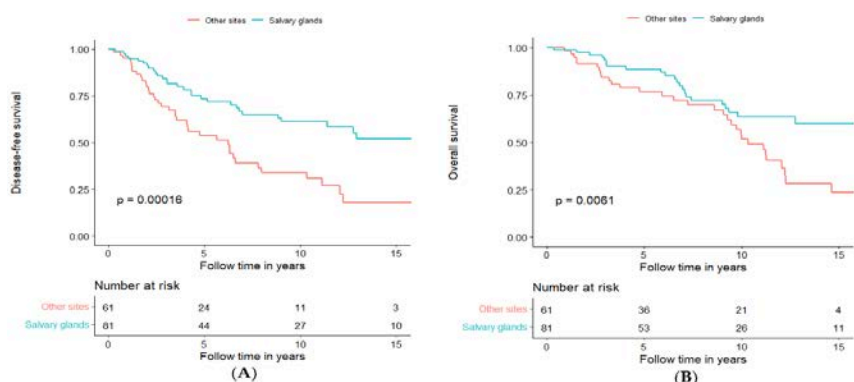 Other sites Salvary glands
Disease-free survival
1.00
0.75
0.50
0.25
0.00
p = 0.00016
0 5 10 15
Follow time in years
Number at risk
Other sites 61 24 11 3
Salvary glands 81 44 27 10
0 5 10 15
Follow time in years
(A)
Other sites Salvary glands
Overall survival
1.00
0.75
0.50
0.25
0.00
p = 0.0061
0 5 10 15
Follow time in years
Number at risk
Other sites 61 36 21 4
Salvary glands 81 53 26 11
0 5 10 15
Follow time in years
(B)